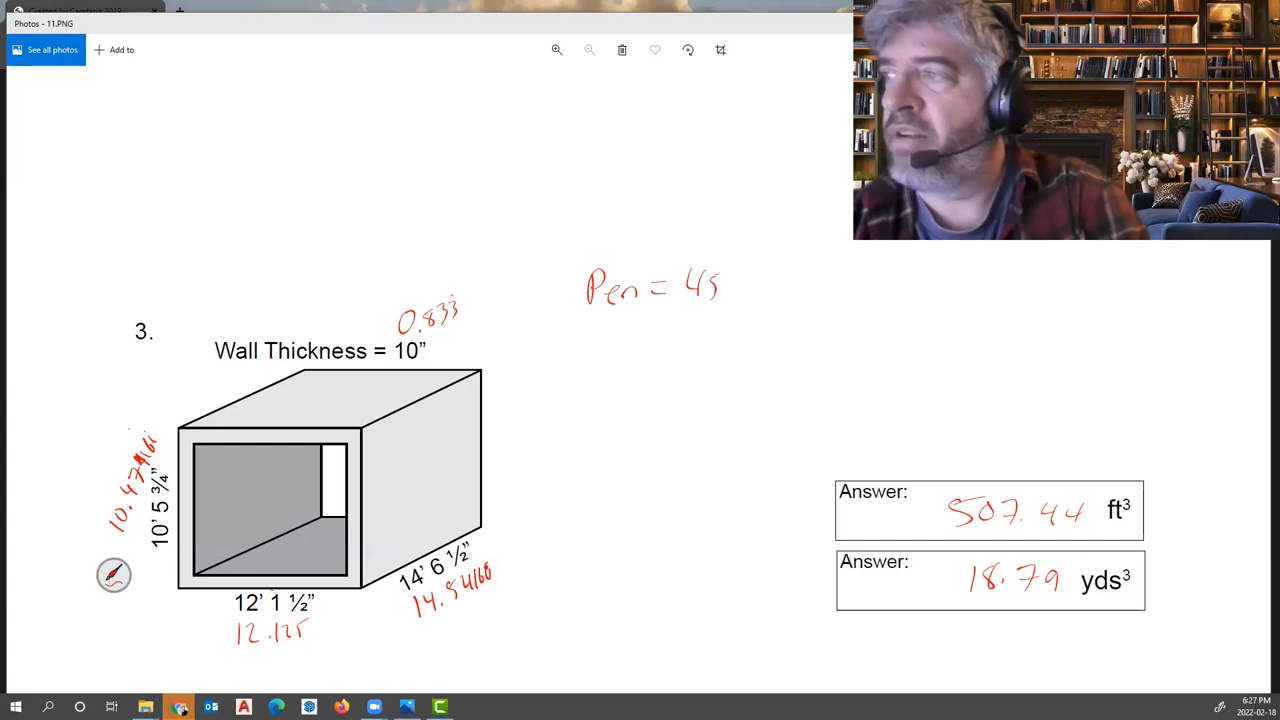 Photos - 11.PNG
See all photos
Add to
Pen = 45
0.833
3.
Wall Thickness = 10”
10' 5 ¾”
14' 6 ½”
14.54166
12' 1 ½”
12.125
Answer:
507.44 ft³
Answer:
18.79 yds³
6:27 PM
2022-02-18